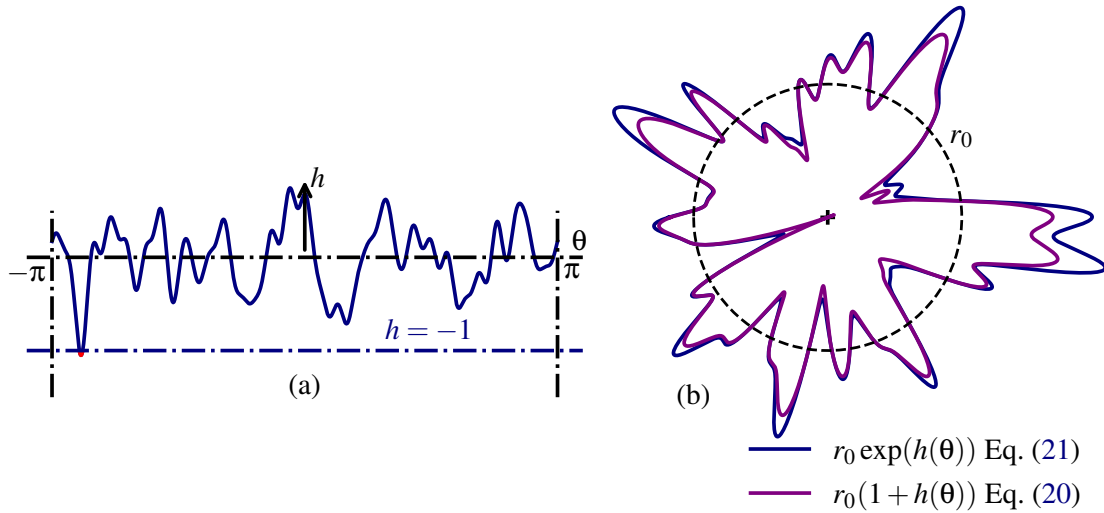 h
θ
−π
π
h = −1
(a)
r₀
(b)
r₀ exp(h(θ)) Eq. (21)
r₀(1 + h(θ)) Eq. (20)